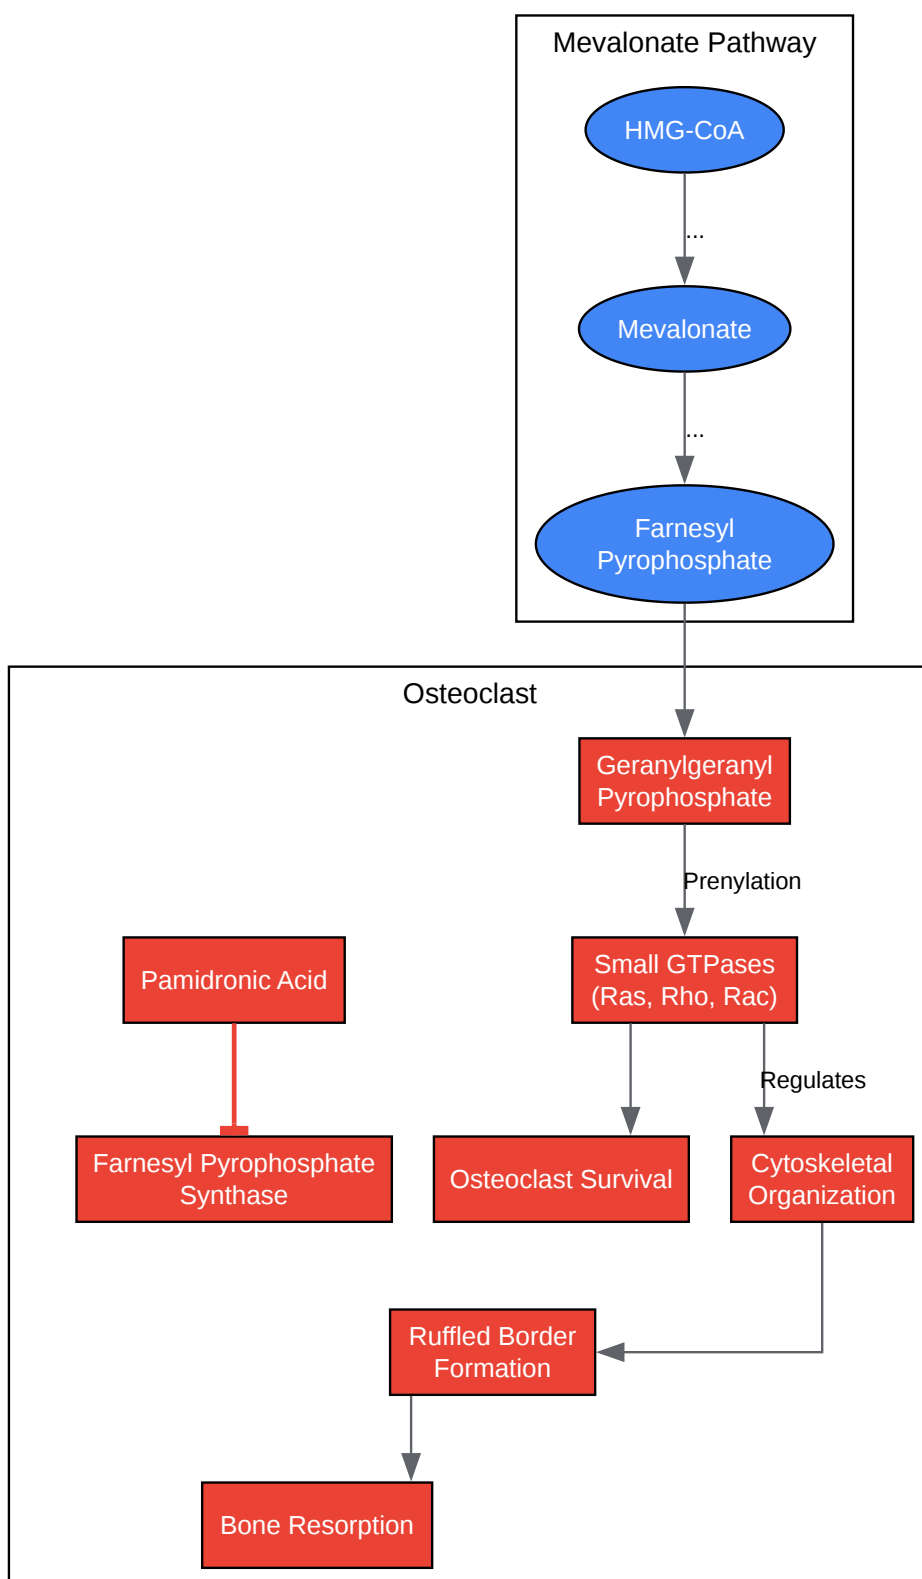 Mevalonate Pathway
HMG-CoA
...
Mevalonate
...
Farnesyl
Pyrophosphate
Osteoclast
Geranylgeranyl
Pyrophosphate
Prenylation
Pamidronic Acid
Small GTPases
(Ras, Rho, Rac)
Regulates
Farnesyl Pyrophosphate
Synthase
Osteoclast Survival
Cytoskeletal
Organization
Ruffled Border
Formation
Bone Resorption